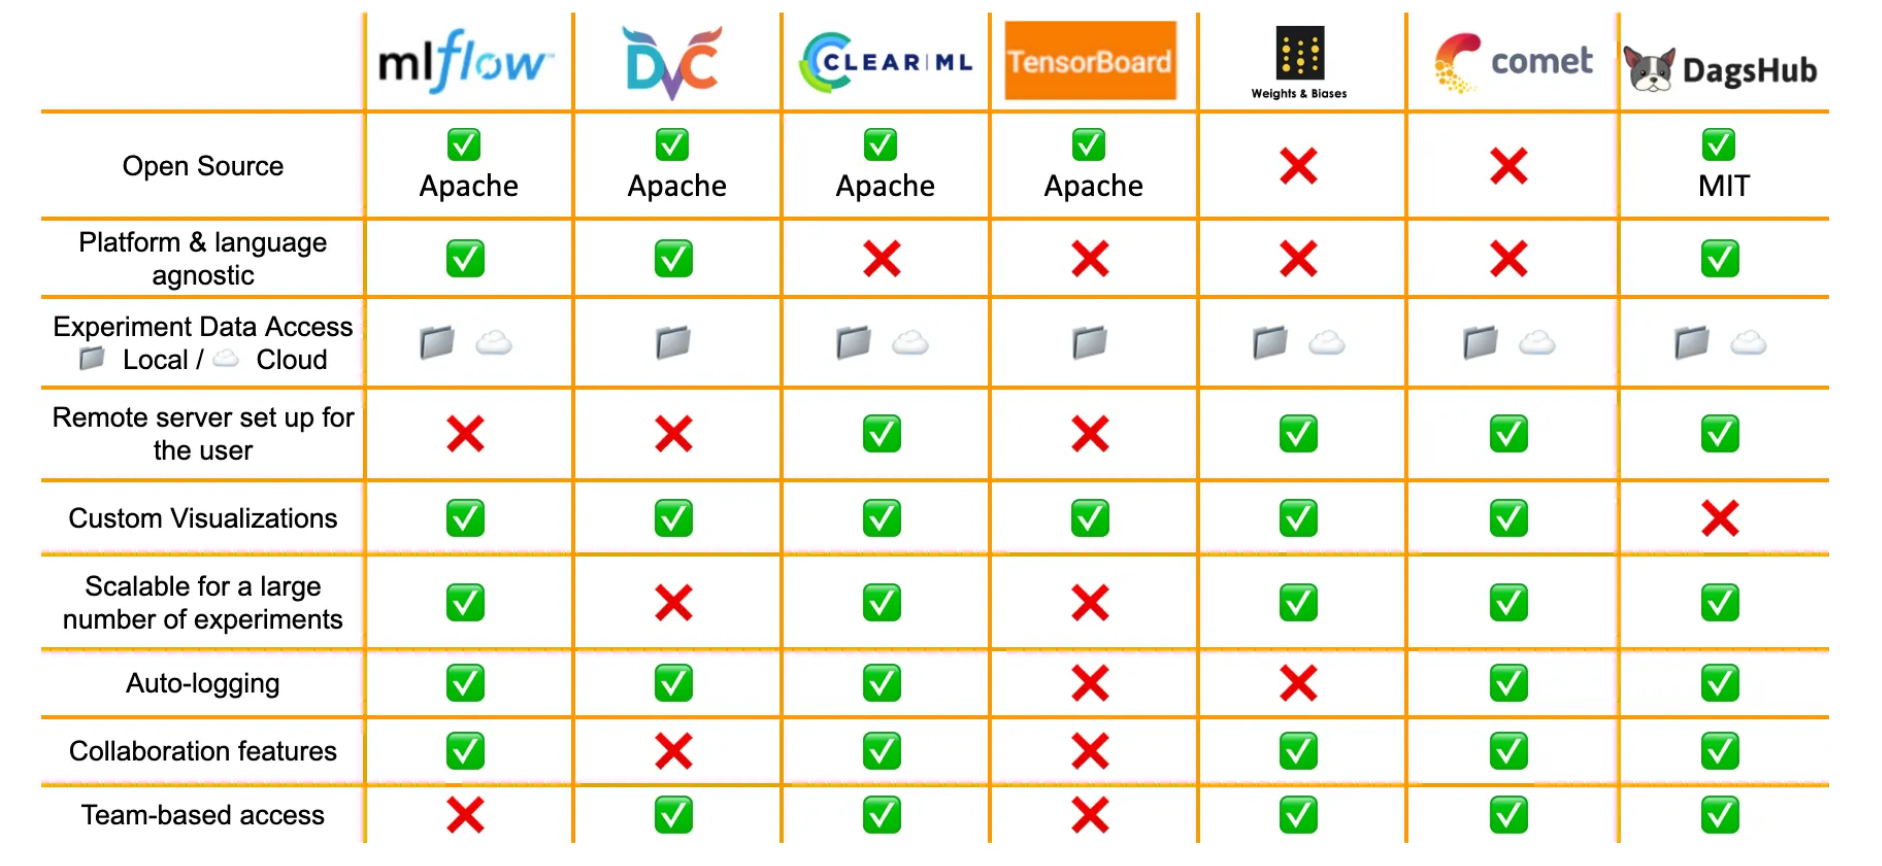 mlflow™
DVC
CLEAR|ML
TensorBoard
Weights & Biases
comet
DagsHub
Open Source
Apache
Apache
Apache
Apache
MIT
Platform & language
agnostic
Experiment Data Access
Local / Cloud
Remote server set up for
the user
Custom Visualizations
Scalable for a large
number of experiments
Auto-logging
Collaboration features
Team-based access